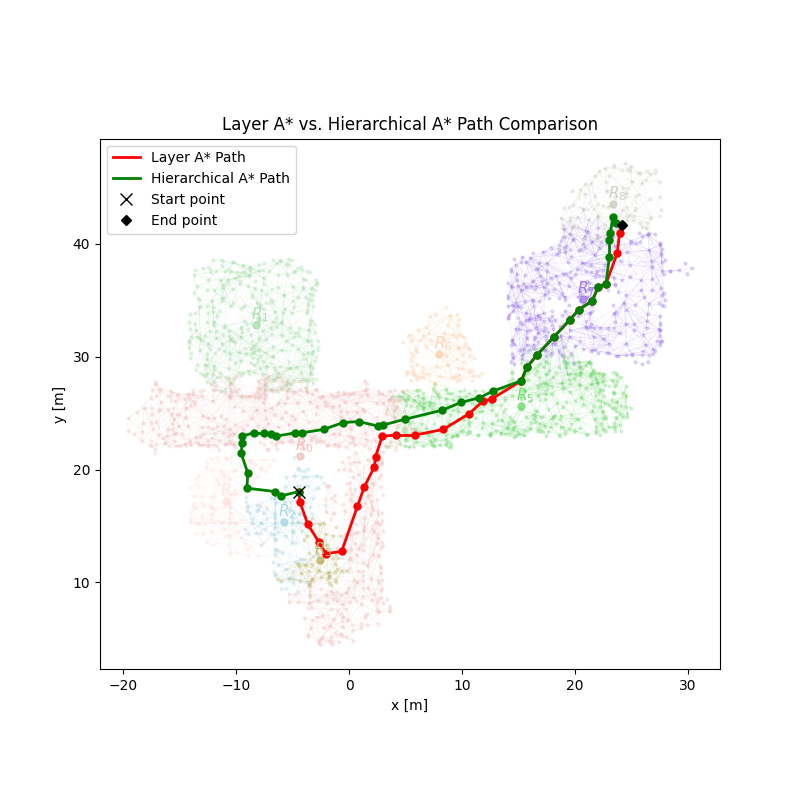 Layer A* vs. Hierarchical A* Path Comparison
Layer A* Path
Hierarchical A* Path
Start point
End point
R8
R7
R1
R6
R5
R0
y [m]
40
30
20
10
−20
−10
0
10
20
30
x [m]